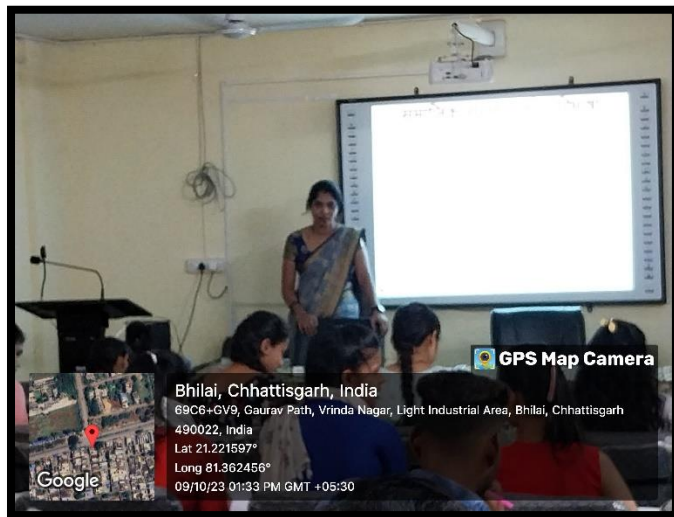 GPS Map Camera
Bhilai, Chhattisgarh, India
69C6+GV9, Gaurav Path, Vrinda Nagar, Light Industrial Area, Bhilai, Chhattisgarh
490022, India
Lat 21.221597°
Long 81.362456°
09/10/23 01:33 PM GMT +05:30
Google